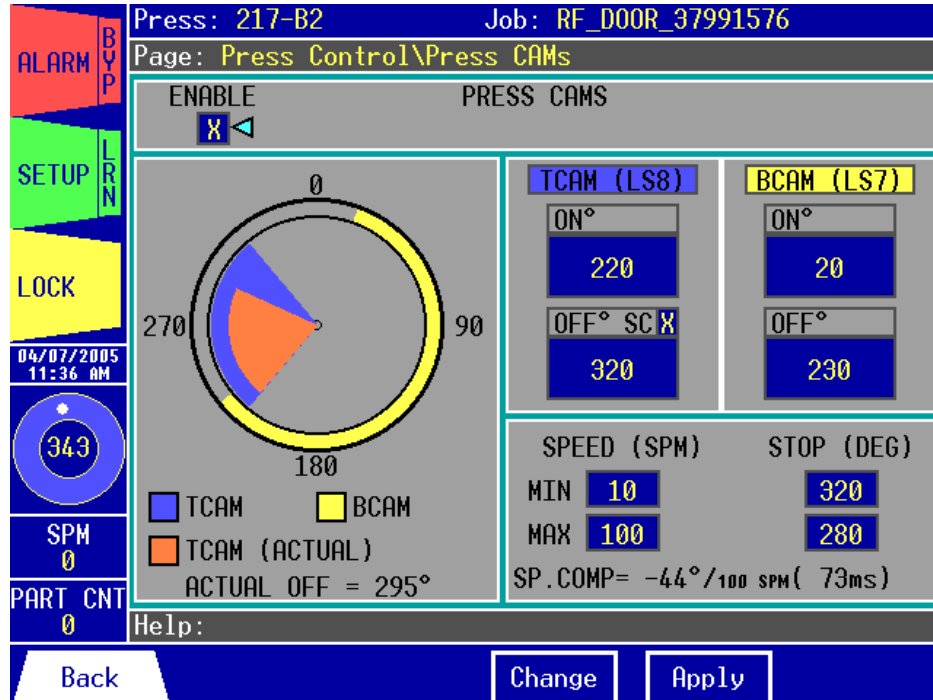 Press: 217-B2 Job: RF_DOOR_37991576
Page: Press Control\Press CAMs
ALARM BYP
SETUP LRN
LOCK
04/07/2005
11:36 AM
343
SPM
0
PART CNT
0
ENABLE PRESS CAMS
X
0
270 90
180
TCAM BCAM
TCAM (ACTUAL)
ACTUAL OFF = 295°
TCAM (LS8) BCAM (LS7)
ON° ON°
220 20
OFF° SC X OFF°
320 230
SPEED (SPM) STOP (DEG)
MIN 10 320
MAX 100 280
SP.COMP= -44°/100 SPM( 73ms)
Help:
Back Change Apply